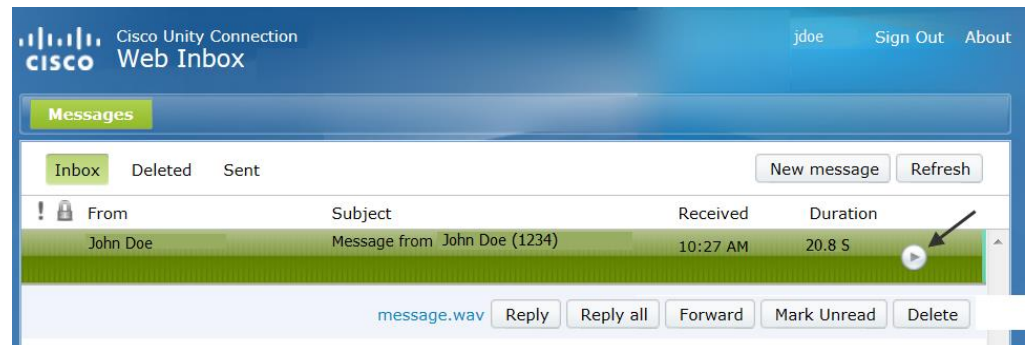 Cisco Unity Connection
jdoe Sign Out About
CISCO Web Inbox
Messages
Inbox Deleted Sent New message Refresh
! From Subject Received Duration
John Doe Message from John Doe (1234) 10:27 AM 20.8 S
message.wav Reply Reply all Forward Mark Unread Delete